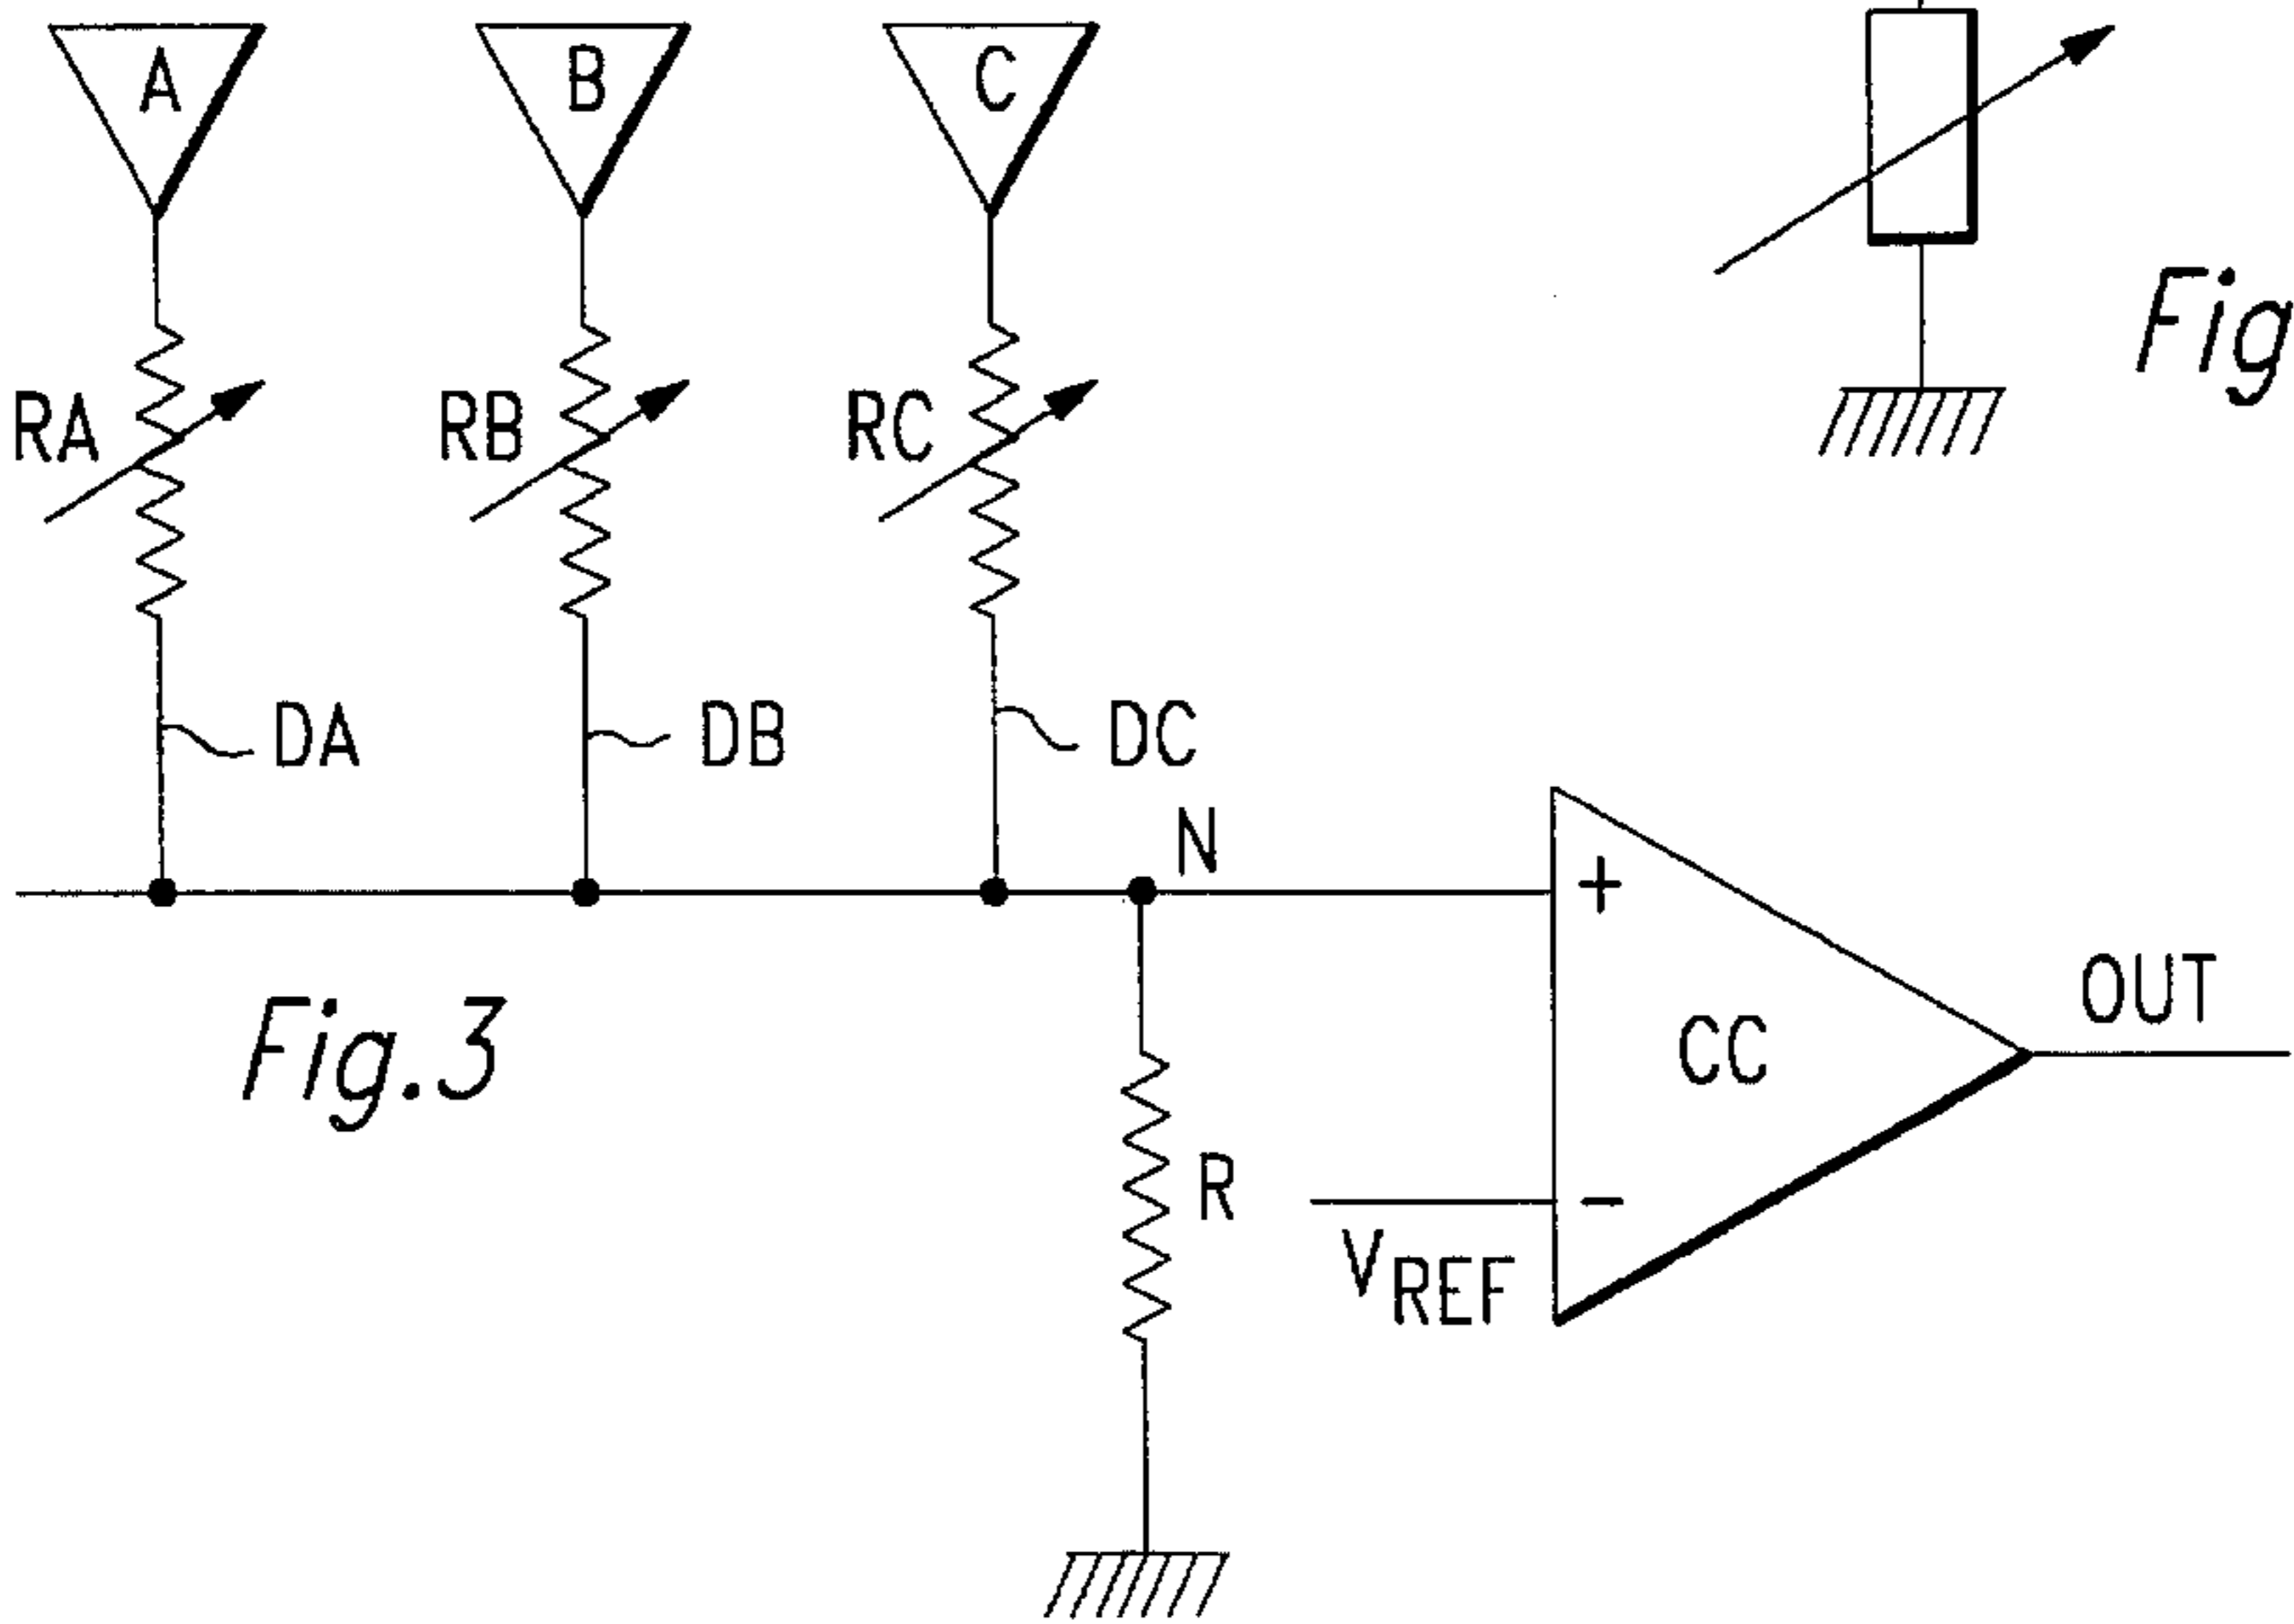 A
B
C
RA
RB
RC
Fig
DA
DB
DC
N
+
CC
OUT
Fig.3
R
-
VREF